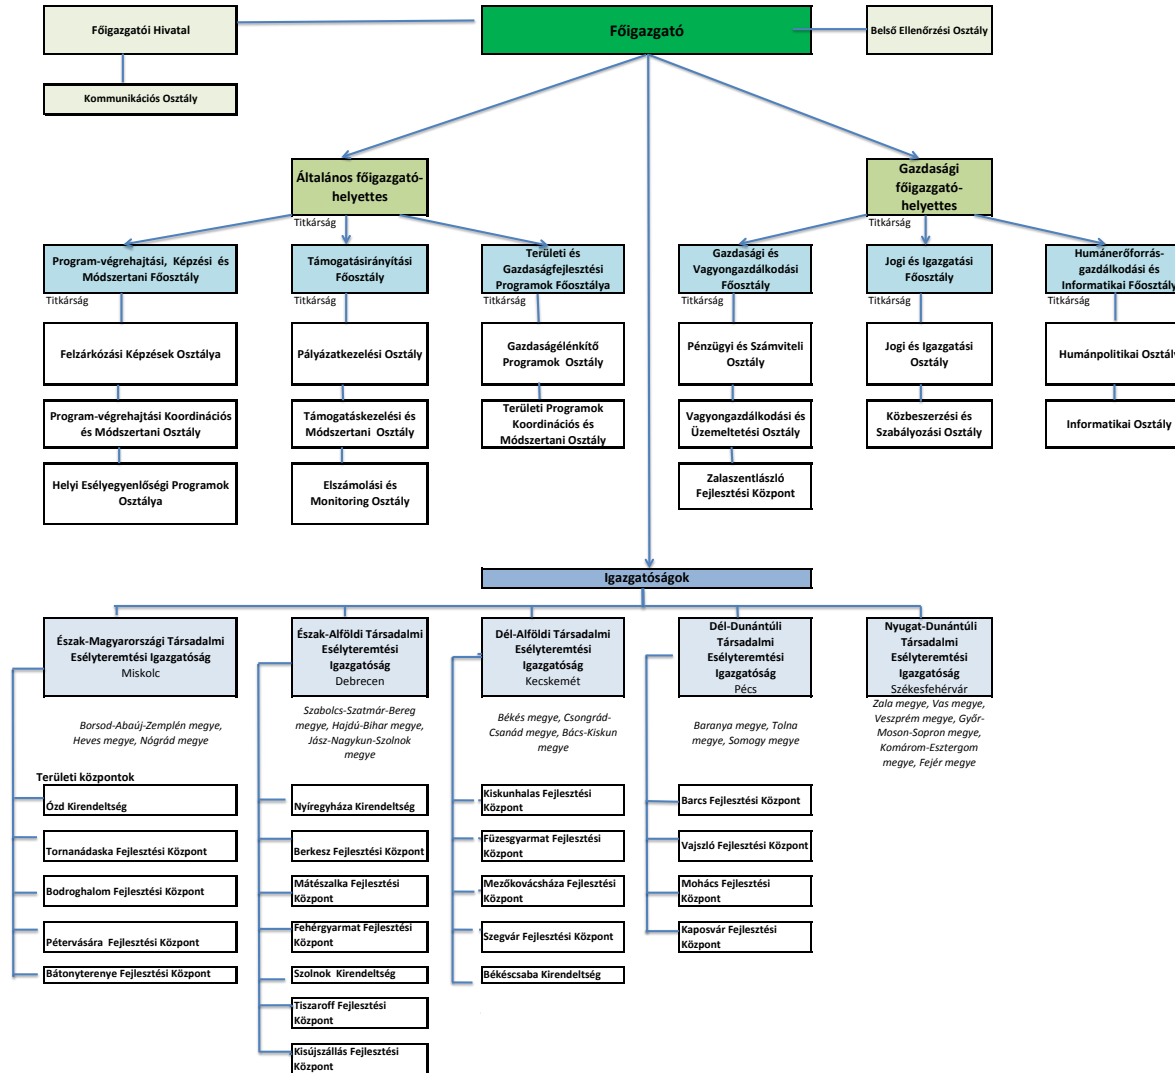 Főigazgatói Hivatal
Főigazgató
Belső Ellenőrzési Osztály
Kommunikációs Osztály
Általános főigazgató-
helyettes
Titkárság
Gazdasági
főigazgató-
helyettes
Titkárság
Program-végrehajtási, Képzési és
Módszertani Főosztály
Titkárság
Támogatásirányítási
Főosztály
Titkárság
Területi és
Gazdaságfejlesztési
Programok Főosztálya
Titkárság
Gazdasági és
Vagyongazdálkodási
Főosztály
Titkárság
Jogi és Igazgatási
Főosztály
Titkárság
Humánerőforrás-
gazdálkodási és
Informatikai Főosztály
Titkárság
Felzárkózási Képzések Osztálya
Pályázatkezelési Osztály
Gazdaságélénkítő
Programok Osztály
Pénzügyi és Számviteli
Osztály
Jogi és Igazgatási
Osztály
Humánpolitikai Osztály
Program-végrehajtási Koordinációs
és Módszertani Osztály
Támogatáskezelési és
Módszertani Osztály
Területi Programok
Koordinációs és
Módszertani Osztály
Vagyongazdálkodási és
Üzemeltetési Osztály
Közbeszerzési és
Szabályozási Osztály
Informatikai Osztály
Helyi Esélyegyenlőségi Programok
Osztálya
Elszámolási és
Monitoring Osztály
Zalaszentlászló
Fejlesztési Központ
Igazgatóságok
Észak-Magyarországi Társadalmi
Esélyteremtési Igazgatóság
Miskolc
Észak-Alföldi Társadalmi
Esélyteremtési
Igazgatóság
Debrecen
Dél-Alföldi Társadalmi
Esélyteremtési
Igazgatóság
Kecskemét
Dél-Dunántúli
Társadalmi
Esélyteremtési
Igazgatóság
Pécs
Nyugat-Dunántúli
Társadalmi
Esélyteremtési
Igazgatóság
Székesfehérvár
Borsod-Abaúj-Zemplén megye,
Heves megye, Nógrád megye
Szabolcs-Szatmár-Bereg
megye, Hajdú-Bihar megye,
Jász-Nagykun-Szolnok
megye
Békés megye, Csongrád-
Csanád megye, Bács-Kiskun
megye
Baranya megye, Tolna
megye, Somogy megye
Zala megye, Vas megye,
Veszprém megye, Győr-
Moson-Sopron megye,
Komárom-Esztergom
megye, Fejér megye
Területi központok
Ózd Kirendeltség
Tornanádaska Fejlesztési Központ
Bodroghalom Fejlesztési Központ
Pétervására Fejlesztési Központ
Bátonyterenye Fejlesztési Központ
Nyíregyháza Kirendeltség
Berkesz Fejlesztési Központ
Mátészalka Fejlesztési
Központ
Fehérgyarmat Fejlesztési
Központ
Szolnok Kirendeltség
Tiszaroff Fejlesztési
Központ
Kisújszállás Fejlesztési
Központ
Kiskunhalas Fejlesztési
Központ
Füzesgyarmat Fejlesztési
Központ
Mezőkovácsháza Fejlesztési
Központ
Szegvár Fejlesztési Központ
Békéscsaba Kirendeltség
Barcs Fejlesztési Központ
Vajszló Fejlesztési Központ
Mohács Fejlesztési
Központ
Kaposvár Fejlesztési
Központ